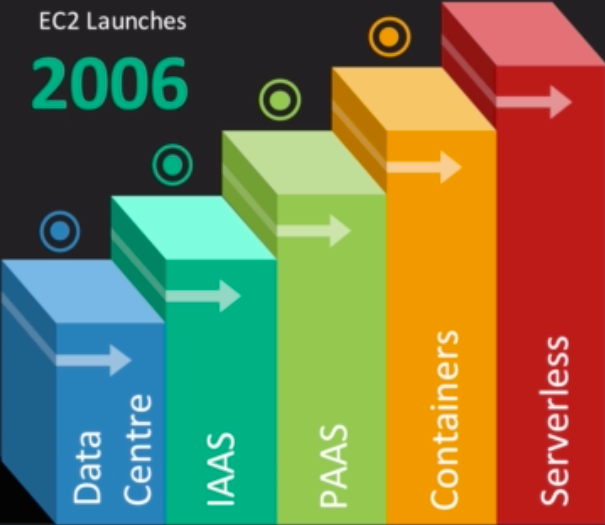 EC2 Launches
2006
Data
Centre
IAAS
PAAS
Containers
Serverless